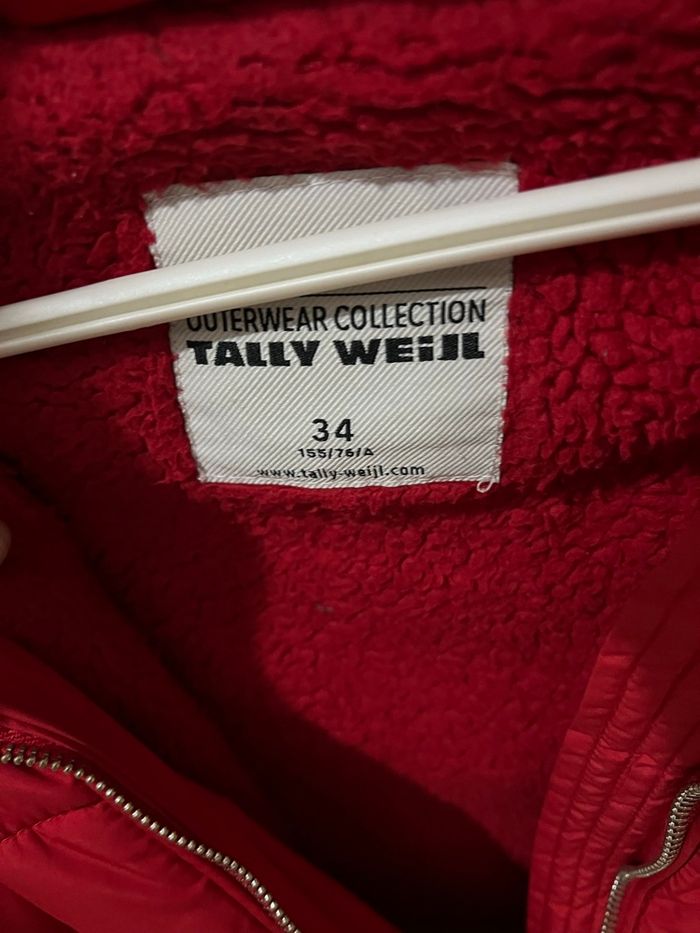 OUTERWEAR COLLECTION
TALLY WEiJL
34
155/76/A
www.tally-weijl.com